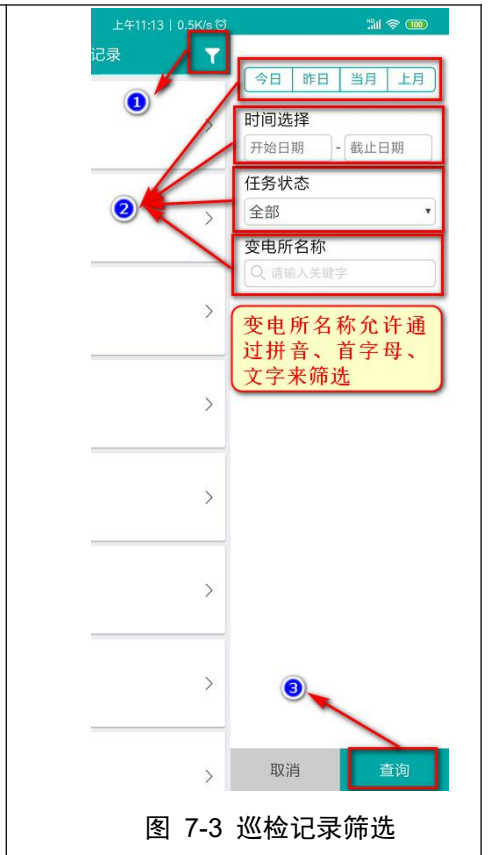 上午11:13 | 0.5K/s
100
记录
今日 昨日 当月 上月
1
时间选择
开始日期 - 截止日期
任务状态
2
全部
变电所名称
请输入关键字
变电所名称允许通
过拼音、首字母、
文字来筛选
3
取消 查询
图 7-3 巡检记录筛选